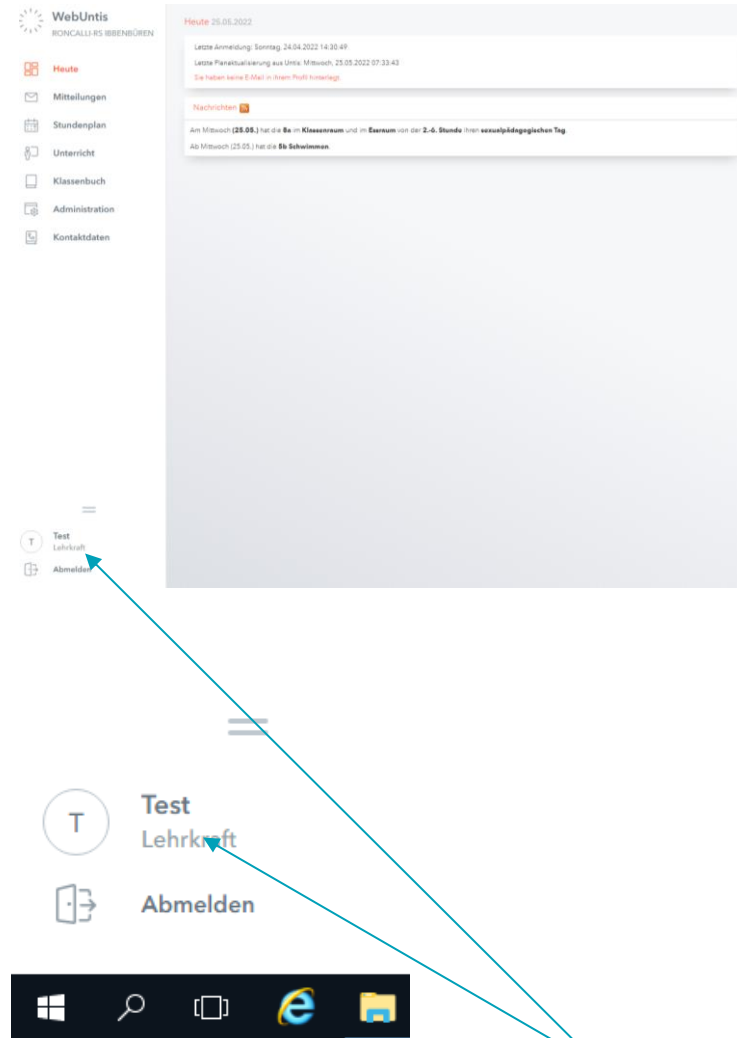 WebUntis
RONCALLI-RS IBBENBÜREN
Heute
Mitteilungen
Stundenplan
Unterricht
Klassenbuch
Administration
Kontaktdaten
Heute 25.05.2022
Letzte Anmeldung: Sonntag, 24.04.2022 14:30:49
Letzte Planaktualisierung aus Untis: Mittwoch, 25.05.2022 07:33:43
Sie haben keine E-Mail in ihrem Profil hinterlegt.
Nachrichten
Am Mittwoch (25.05.) hat die im Klassenraum und im von der 2.-6. Stunde ihren sexualpädagogischen Tag.
Ab Mittwoch (25.05.) hat die 5b Schwimmen.
T
Test
Lehrkraft
Abmelden
T
Test
Lehrkraft
Abmelden